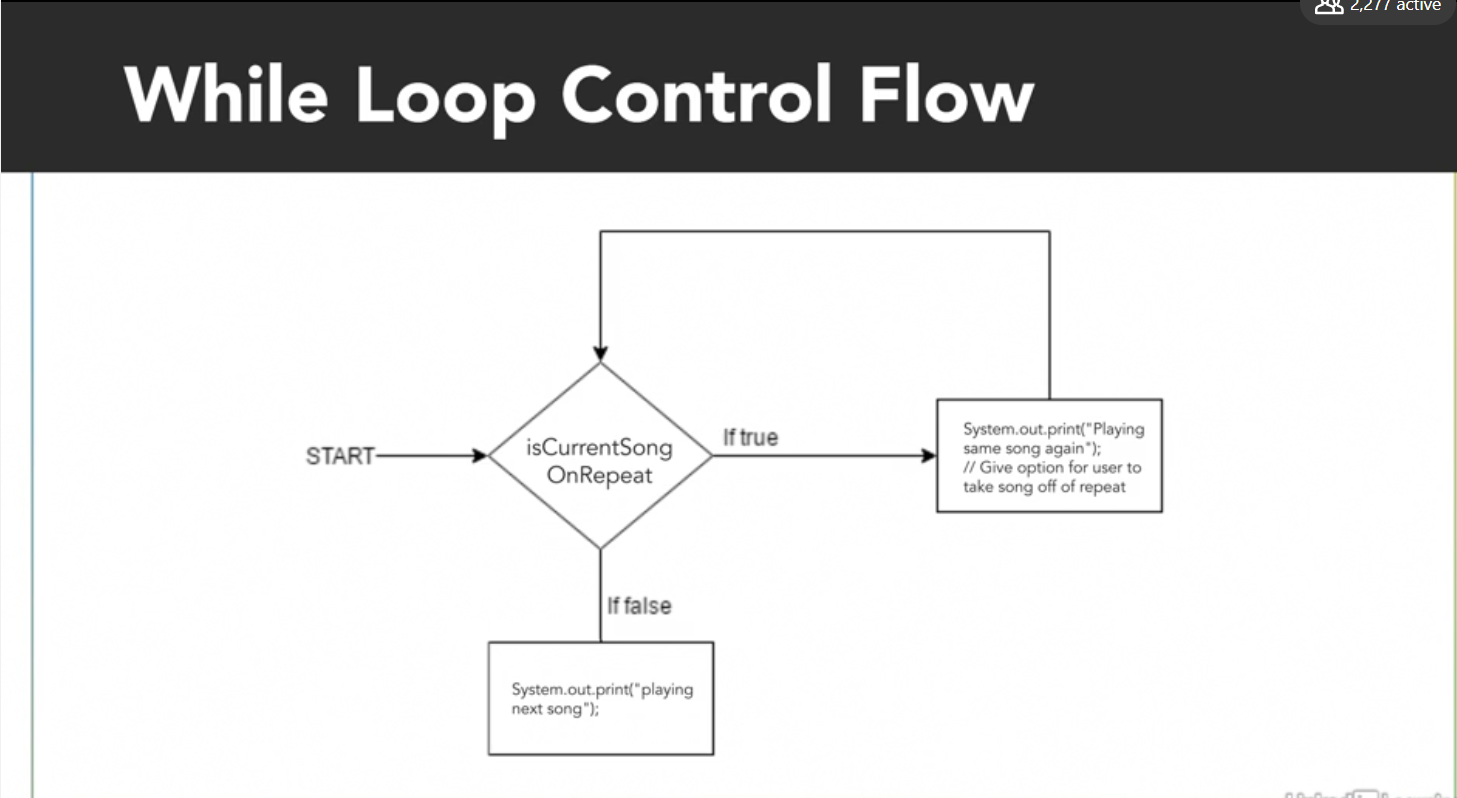 2,277 active
While Loop Control Flow
START
isCurrentSong
OnRepeat
If true
System.out.print("Playing
same song again");
// Give option for user to
take song off of repeat
If false
System.out.print("playing
next song");